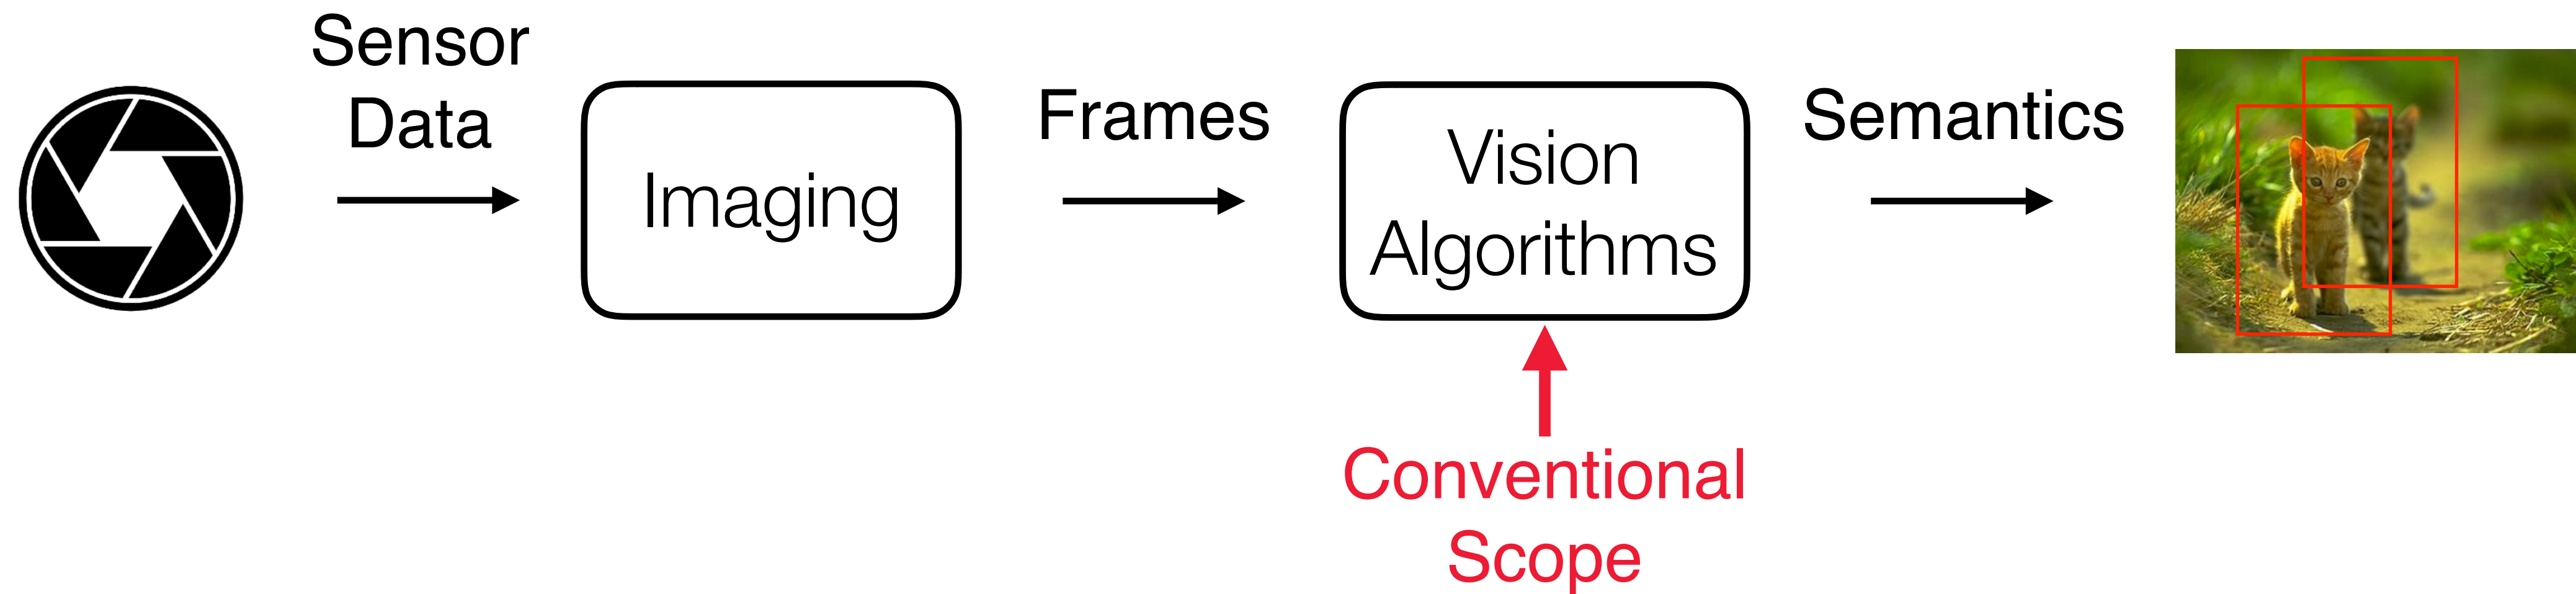 Sensor
Data
Imaging
Frames
Vision
Algorithms
Semantics
Conventional
Scope